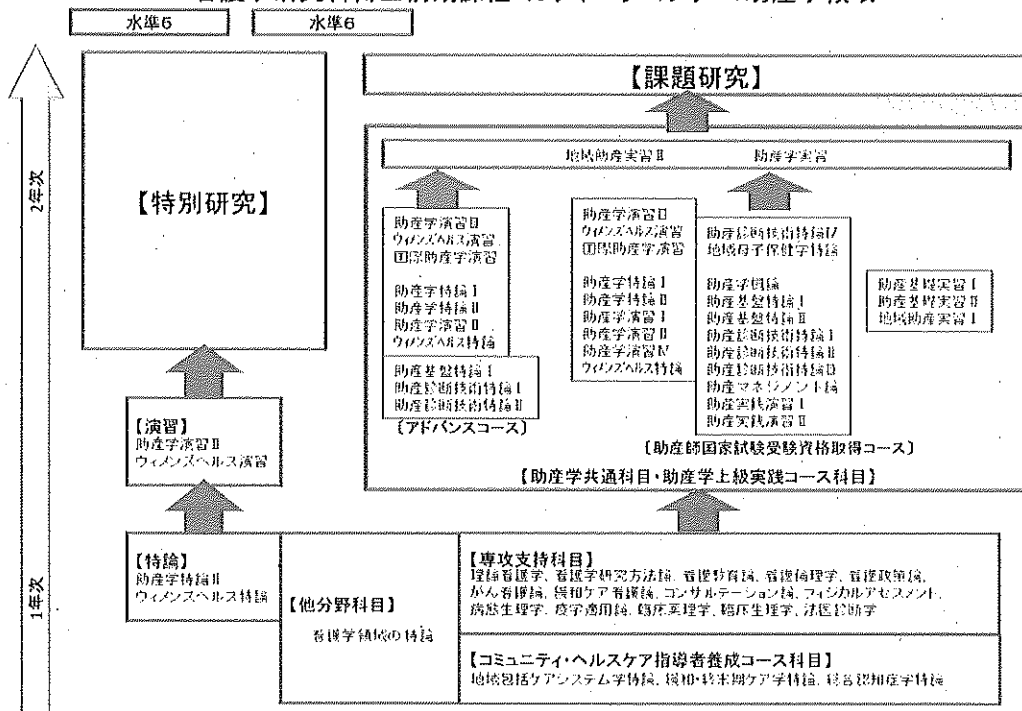 水準6
水準6
【課題研究】
2年次
【特別研究】
地域助産実習Ⅱ 助産学実習
助産学演習Ⅲ
ウィメンズヘルス演習
国際助産学演習
助産学特論Ⅰ
助産学特論Ⅱ
助産学演習Ⅱ
ウィメンズヘルス特論
助産基盤特論Ⅰ
助産診断技術特論Ⅰ
助産診断技術特論Ⅱ
〔アドバンスコース〕
助産学演習Ⅲ
ウィメンズヘルス演習
国際助産学演習
助産学特論Ⅰ
助産学特論Ⅱ
助産学演習Ⅰ
助産学演習Ⅱ
助産学演習Ⅳ
ウィメンズヘルス特論
助産診断技術特論Ⅳ
地域母子保健学特論
助産学概論
助産基盤特論Ⅰ
助産基盤特論Ⅱ
助産診断技術特論Ⅰ
助産診断技術特論Ⅱ
助産診断技術特論Ⅲ
助産マネジメント論
助産実践演習Ⅰ
助産実践演習Ⅱ
助産基礎実習Ⅰ
助産基礎実習Ⅱ
地域助産実習Ⅰ
〔助産師国家試験受験資格取得コース〕
【助産学共通科目・助産学上級実践コース科目】
【演習】
助産学演習Ⅱ
ウィメンズヘルス演習
1年次
【特論】
助産学特論Ⅱ
ウィメンズヘルス特論
【他分野科目】
看護学領域の特論
【専攻支持科目】
理論看護学、看護学研究方法論、看護教育論、看護倫理学、看護政策論、
がん看護論、緩和ケア看護論、コンサルテーション論、フィジカルアセスメント、
病態生理学、疫学適用論、臨床薬理学、臨床生理学、法医診断学
【コミュニティ・ヘルスケア指導者養成コース科目】
地域包括ケアシステム学特論、緩和・終末期ケア学特論、認知症学特論